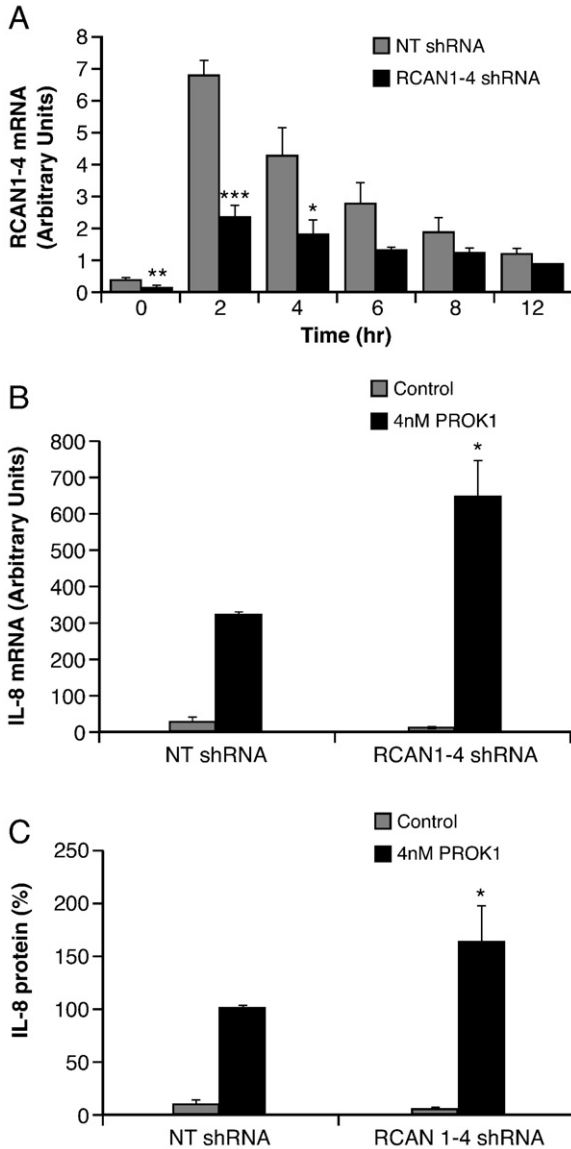 A
NT shRNA
RCAN1-4 shRNA
RCAN1-4 mRNA
(Arbitrary Units)
8
7
6
5
4
3
2
1
0
**
***
*
0 2 4 6 8 12
Time (hr)
B
Control
4nM PROK1
IL-8 mRNA (Arbitrary Units)
800
700
600
500
400
300
200
100
0
*
NT shRNA RCAN1-4 shRNA
C
Control
4nM PROK1
IL-8 protein (%)
250
200
150
100
50
0
*
NT shRNA RCAN 1-4 shRNA